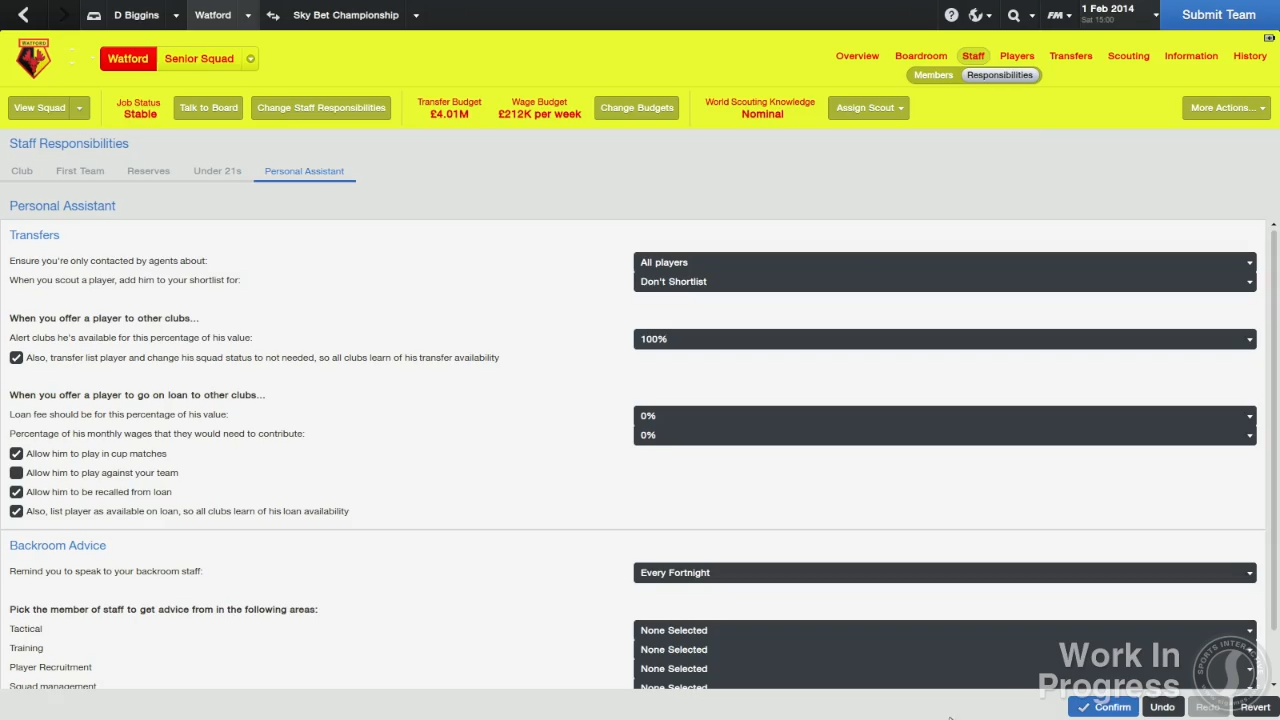 D Biggins Watford Sky Bet Championship FM 1 Feb 2014 Submit Team
Sat 15:00
WATFORD
Watford Senior Squad Overview Boardroom Staff Players Transfers Scouting Information History
Members Responsibilities
View Squad Job Status Stable Talk to Board Change Staff Responsibilities Transfer Budget £4.01M Wage Budget £212K per week Change Budgets World Scouting Knowledge Nominal Assign Scout More Actions...
Staff Responsibilities
Club First Team Reserves Under 21s Personal Assistant
Personal Assistant
Transfers
Ensure you're only contacted by agents about: All players
When you scout a player, add him to your shortlist for: Don't Shortlist
When you offer a player to other clubs...
Alert clubs he's available for this percentage of his value: 100%
Also, transfer list player and change his squad status to not needed, so all clubs learn of his transfer availability
When you offer a player to go on loan to other clubs...
Loan fee should be for this percentage of his value: 0%
Percentage of his monthly wages that they would need to contribute: 0%
Allow him to play in cup matches
Allow him to play against your team
Allow him to be recalled from loan
Also, list player as available on loan, so all clubs learn of his loan availability
Backroom Advice
Remind you to speak to your backroom staff: Every Fortnight
Pick the member of staff to get advice from in the following areas:
Tactical None Selected
Training None Selected
Player Recruitment None Selected
Squad management None Selected
Work In
Progress
Confirm Undo Redo Revert